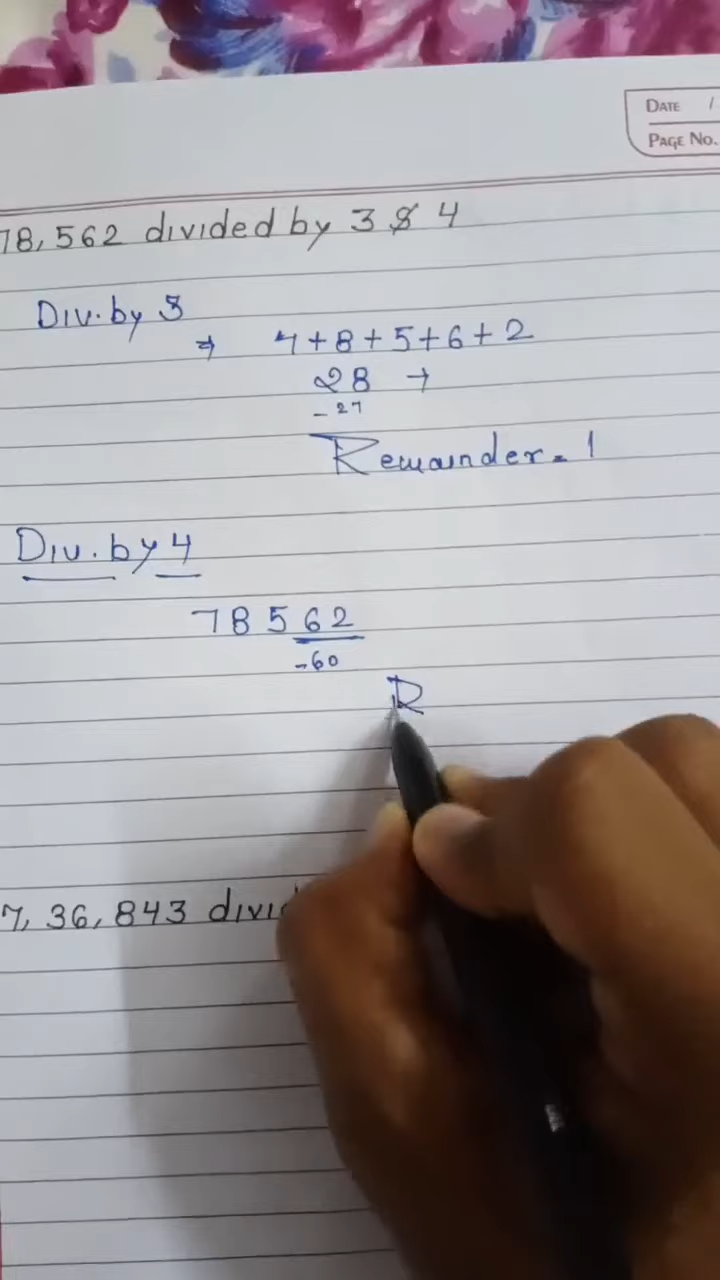 DATE /
PAGE NO.
78,562 divided by 3 & 4
Div. by 3
⇒ 7+8+5+6+2
28 →
- 27
Remainder = 1
Div. by 4
78562
-60
R
7, 36, 843